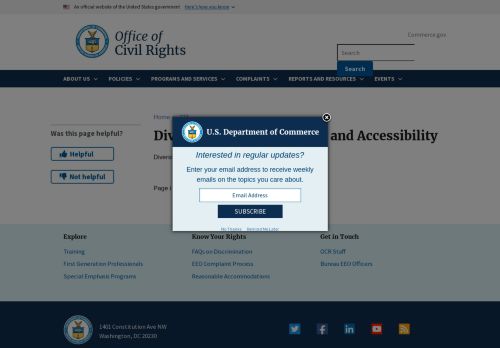 An official website of the United States government Here's how you know
Office of
Civil Rights
Commerce.gov
Search
Search
ABOUT US
POLICIES
PROGRAMS AND SERVICES
COMPLAINTS
REPORTS AND RESOURCES
EVENTS
Was this page helpful?
Helpful
Not helpful
Home
and Accessibility
Page
U.S. Department of Commerce
Interested in regular updates?
Enter your email address to receive weekly
emails on the topics you care about.
Email Address
SUBSCRIBE
No Thanks
Remind Me Later
Explore
Training
First Generation Professionals
Special Emphasis Programs
Know Your Rights
FAQs on Discrimination
EEO Complaint Process
Reasonable Accommodations
Get in Touch
OCR Staff
Bureau EEO Officers
1401 Constitution Ave NW
Washington, DC 20230